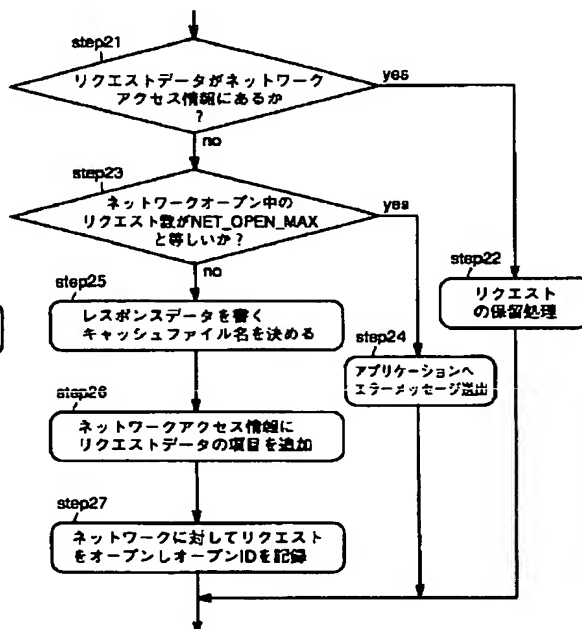 step21
リクエストデータがネットワーク
アクセス情報にあるか
?
yes
no
step23
ネットワークオープン中の
リクエスト数がNET_OPEN_MAX
と等しいか?
yes
no
step22
リクエスト
の保留処理
step25
レスポンスデータを書く
キャッシュファイル名を決める
step24
アプリケーションへ
エラーメッセージ送出
step26
ネットワークアクセス情報に
リクエストデータの項目を追加
step27
ネットワークに対してリクエスト
をオープンしオープンIDを記録